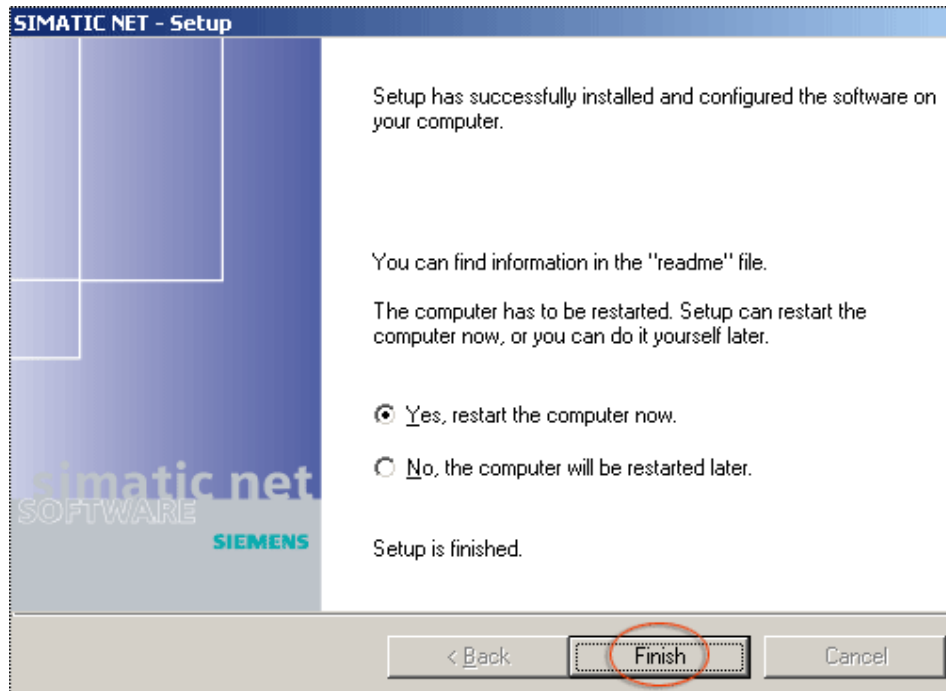 SIMATIC NET - Setup
Setup has successfully installed and configured the software on
your computer.
You can find information in the "readme" file.
The computer has to be restarted. Setup can restart the
computer now, or you can do it yourself later.
Yes, restart the computer now.
No, the computer will be restarted later.
simatic net
SOFTWARE
SIEMENS
Setup is finished.
< Back
Finish
Cancel